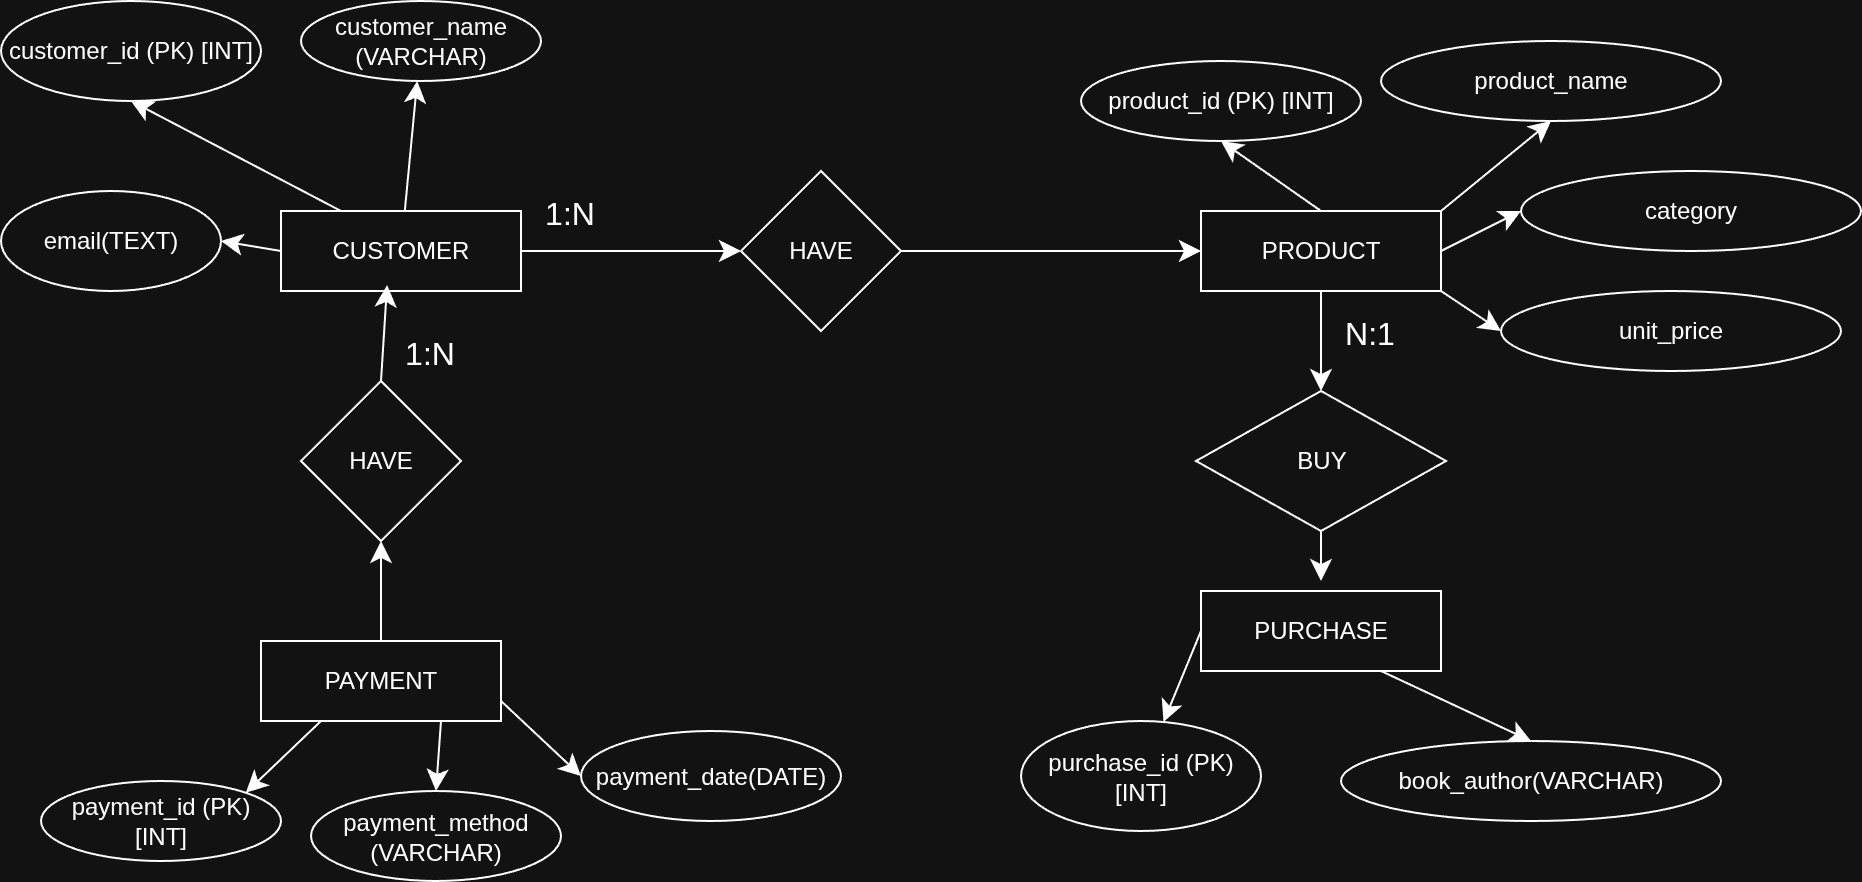 customer_id (PK) [INT]
customer_name
(VARCHAR)
product_id (PK) [INT]
product_name
email(TEXT)
CUSTOMER
1:N
HAVE
PRODUCT
category
unit_price
1:N
N:1
HAVE
BUY
PAYMENT
PURCHASE
payment_id (PK)
[INT]
payment_method
(VARCHAR)
payment_date(DATE)
purchase_id (PK)
[INT]
book_author(VARCHAR)